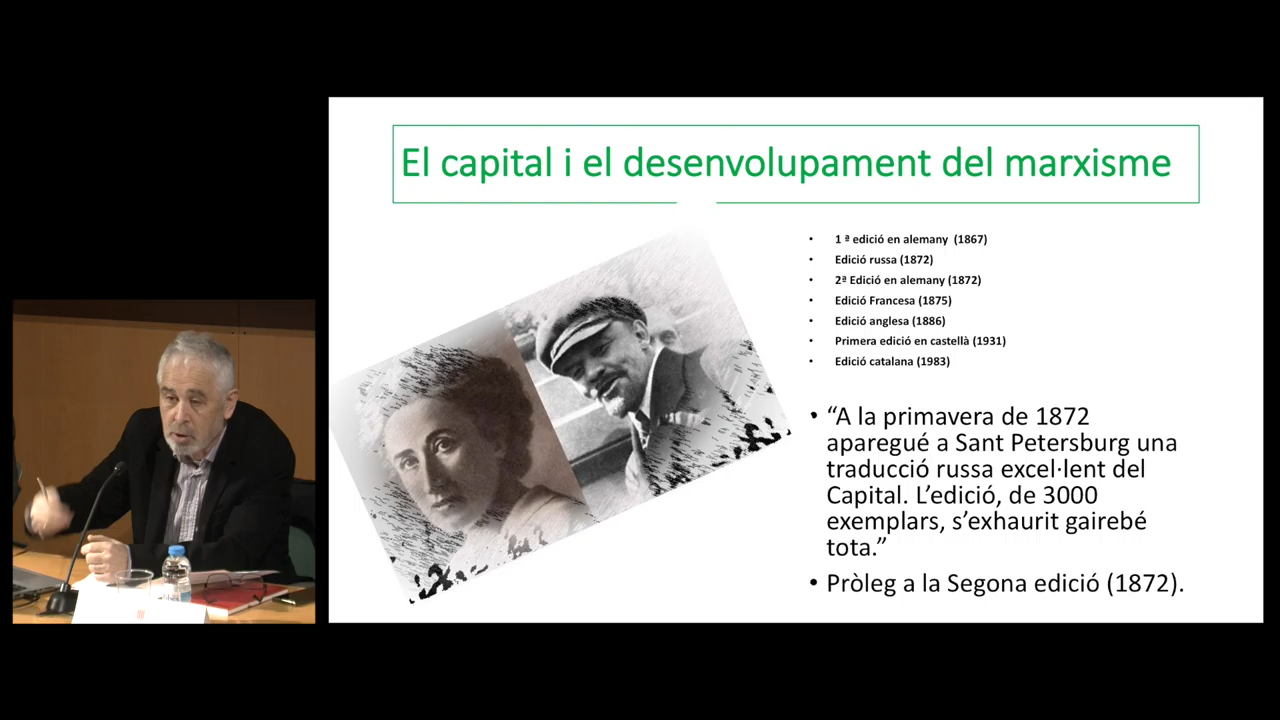 El capital i el desenvolupament del marxisme
• 1 ª edició en alemany (1867)
• Edició russa (1872)
• 2ª Edició en alemany (1872)
• Edició Francesa (1875)
• Edició anglesa (1886)
• Primera edició en castellà (1931)
• Edició catalana (1983)
• “A la primavera de 1872
aparegué a Sant Petersburg una
traducció russa excel·lent del
Capital. L’edició, de 3000
exemplars, s’exhaurit gairebé
tota.”
• Pròleg a la Segona edició (1872).